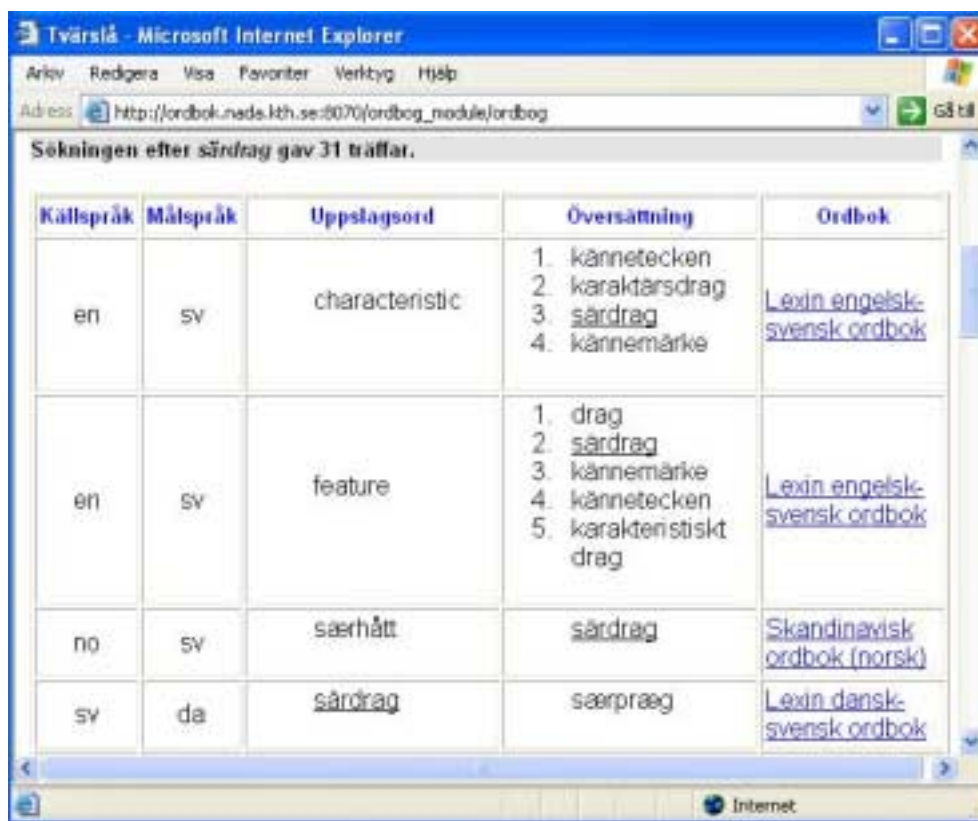 Tvärslå - Microsoft Internet Explorer
Arkiv Redigera Visa Favoriter Verktyg Hjälp
Adress http://ordbok.nada.kth.se:8070/ordbog_module/ordbog Gå till
Sökningen efter särdrag gav 31 träffar.
Källspråk Målspråk Uppslagsord Översättning Ordbok
en sv characteristic
1. kännetecken
2. karaktärsdrag
3. särdrag
4. kännemärke
Lexin engelsk-
svensk ordbok
en sv feature
1. drag
2. särdrag
3. kännemärke
4. kännetecken
5. karakteristiskt
drag
Lexin engelsk-
svensk ordbok
no sv særhått särdrag Skandinavisk
ordbok (norsk)
sv da särdrag særpræg Lexin dansk-
svensk ordbok
Internet